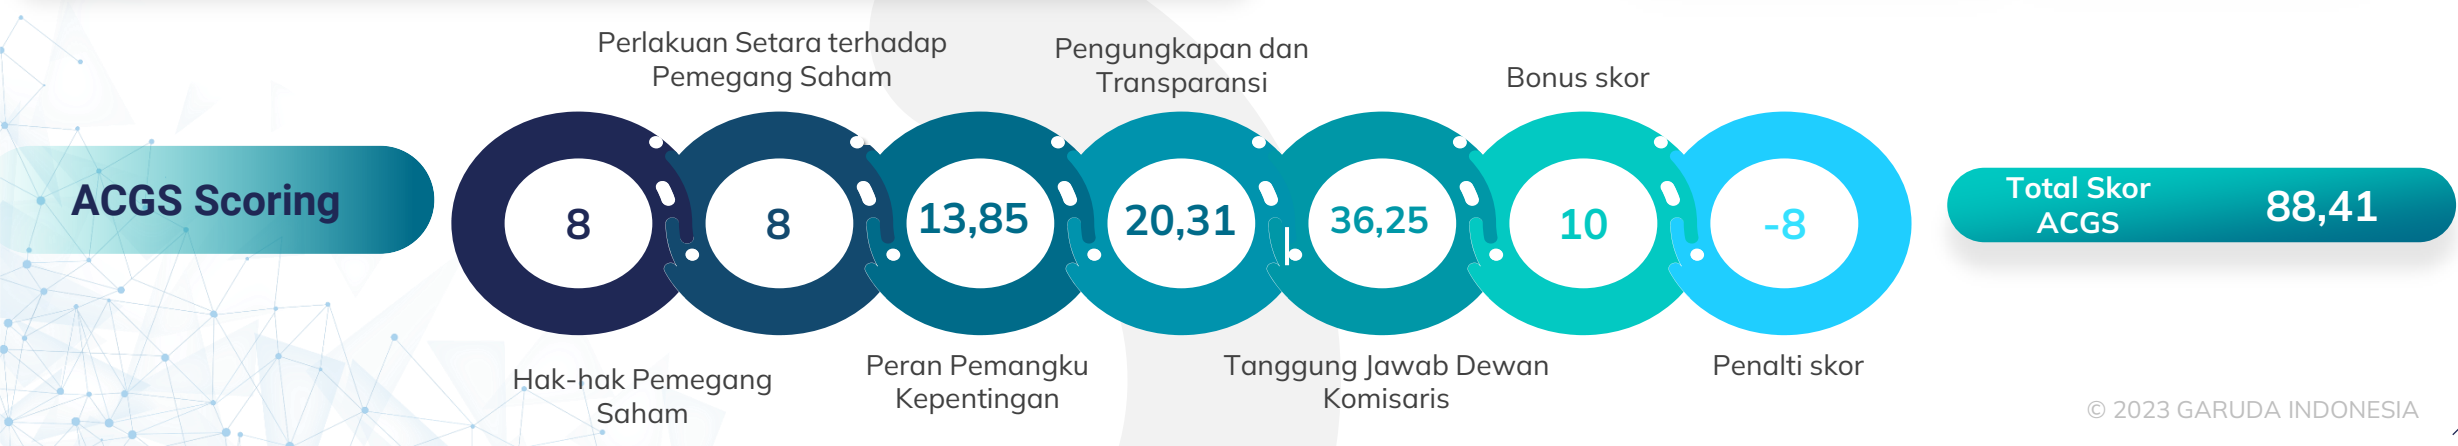 Perlakuan Setara terhadap
Pemegang Saham
Pengungkapan dan
Transparansi
Bonus skor
ACGS Scoring
8
8
13,85
20,31
36,25
10
-8
Total Skor
ACGS
88,41
Hak-hak Pemegang
Saham
Peran Pemangku
Kepentingan
Tanggung Jawab Dewan
Komisaris
Penalti skor
© 2023 GARUDA INDONESIA